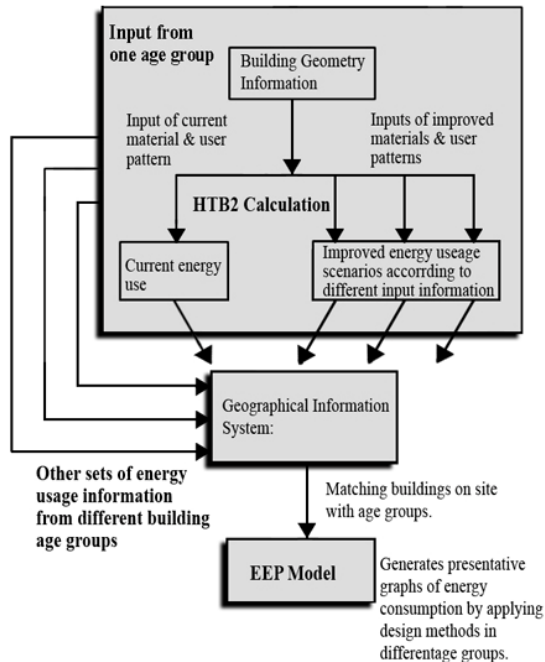 Input from
one age group
Building Geometry
Information
Input of current
material & user
pattern
Inputs of improved
materials & user
patterns
HTB2 Calculation
Current energy
use
Improved energy useage
scenarios accorrding to
different input information
Geographical Information
System:
Other sets of energy
usage information
from different building
age groups
Matching buildings on site
with age groups.
EEP Model
Generates presentative
graphs of energy
consumption by applying
design methods in
differentage groups.